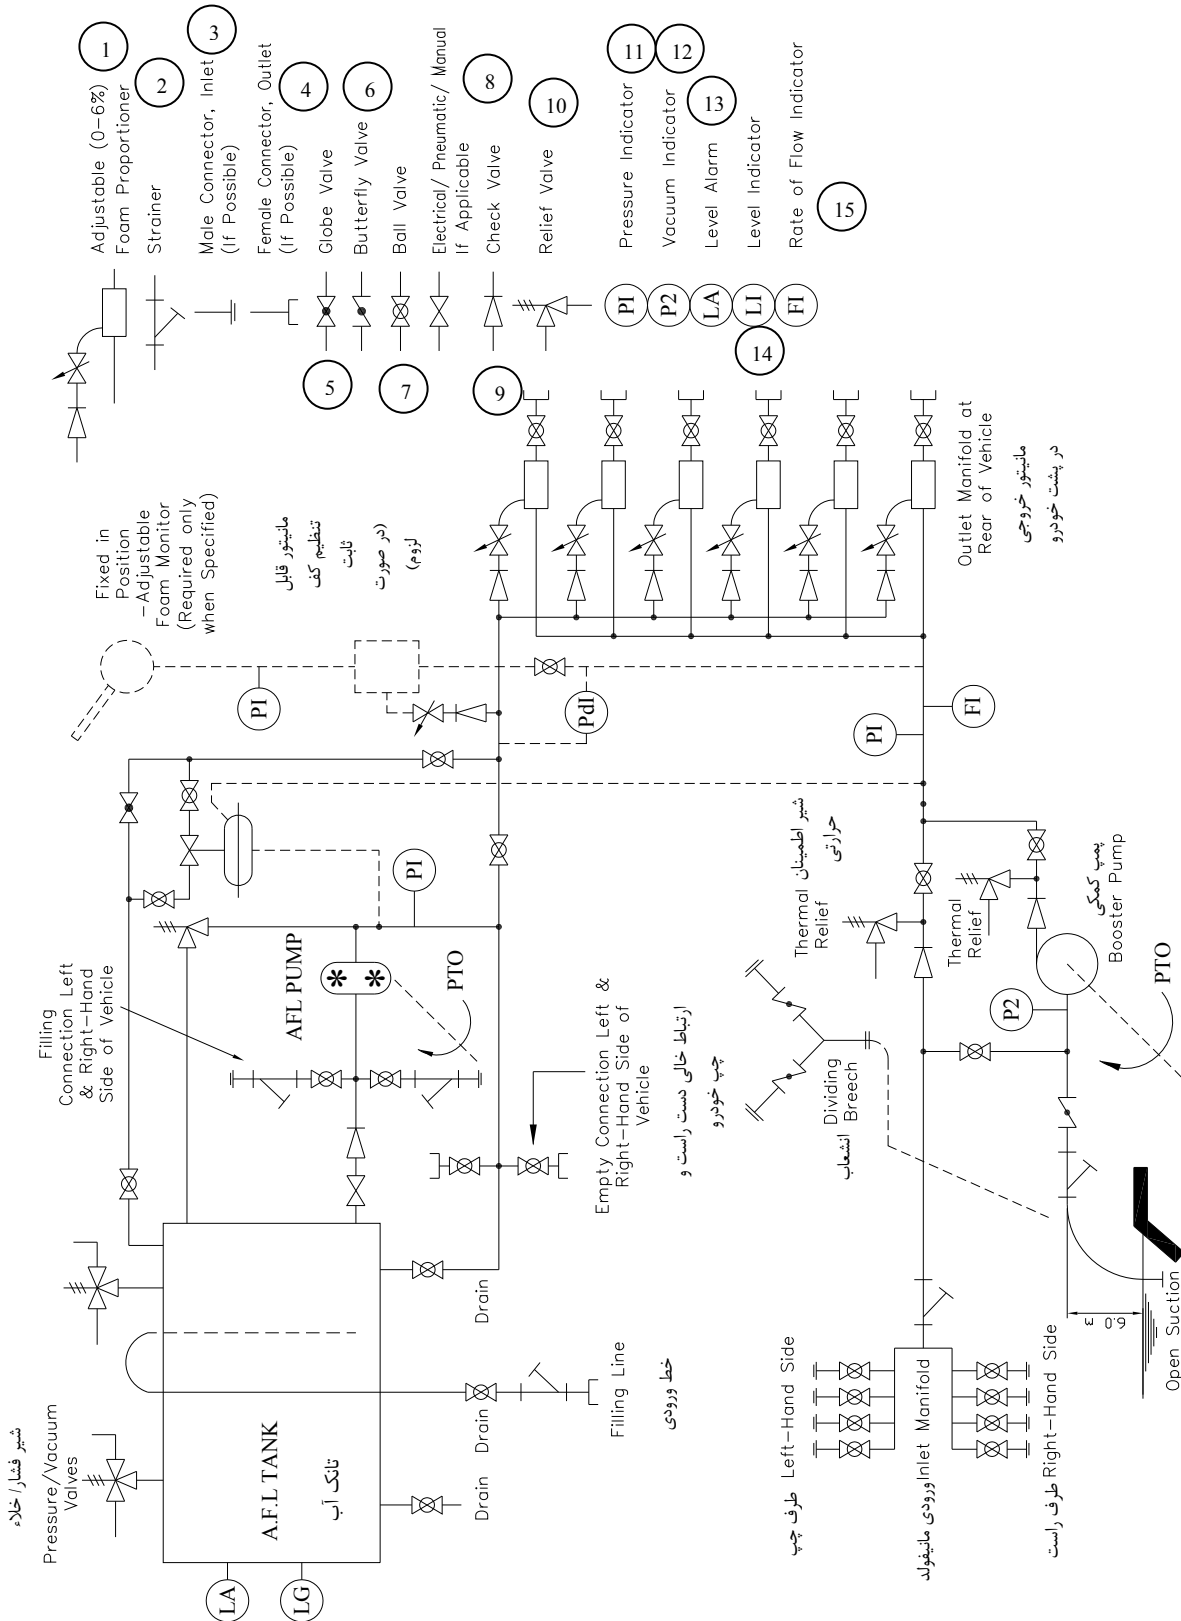 Adjustable (0-6%)
Foam Proportioner
1
Strainer
2
Male Connector, Inlet
(If Possible)
3
Female Connector, Outlet
(If Possible)
4
Globe Valve
5
Butterfly Valve
6
Ball Valve
7
Electrical/ Pneumatic/ Manual
If Applicable
8
Check Valve
9
Relief Valve
10
PI
Pressure Indicator
11
P2
Vacuum Indicator
12
LA
Level Alarm
13
LI
Level Indicator
14
FI
Rate of Flow Indicator
15
Fixed in
Position
-Adjustable
Foam Monitor
(Required only
when Specified)
مانیتور قابل
تنظیم کف
ثابت
(در صورت
لزوم)
PI
PdI
PI
FI
Outlet Manifold at
Rear of Vehicle
مانیتور خروجی
در پشت خودرو
Filling
Connection Left
& Right-Hand
Side of Vehicle
AFL PUMP
PTO
PI
Empty Connection Left &
Right-Hand Side of
Vehicle
ارتباط خالی دست راست و
چپ خودرو
شیر اطمینان
حرارتی
Thermal
Relief
Thermal
Relief
پمپ کمکی
Booster Pump
P2
PTO
Dividing
Breech
انشعاب
شیر فشار/خلاء
Pressure/Vacuum
Valves
A.F.L TANK
تانک آب
LA
LG
Drain
Drain
Drain
Filling Line
خط ورودی
طرف چپ Left-Hand Side
ورودی مانیفولد Inlet Manifold
طرف راست Right-Hand Side
6.0 m
Open Suction